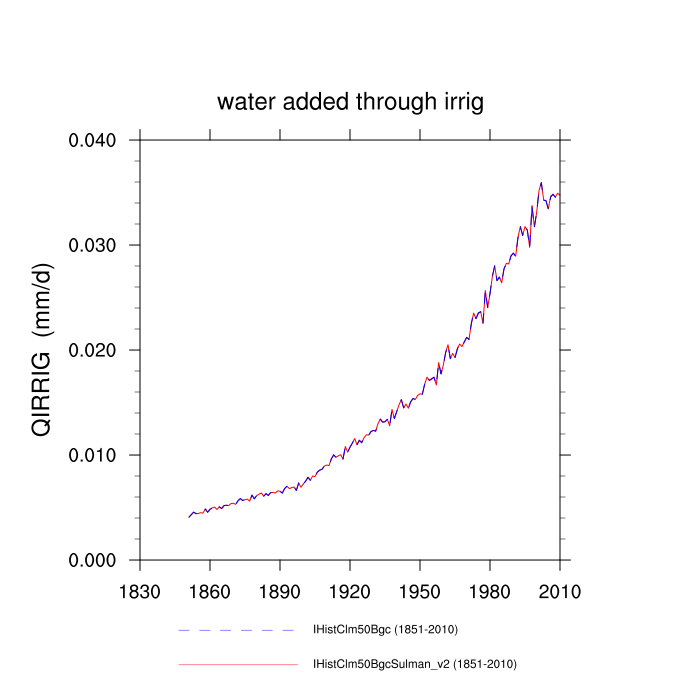 water added through irrig
0.040
0.030
0.020
0.010
0.000
QIRRIG (mm/d)
1830 1860 1890 1920 1950 1980 2010
IHistClm50Bgc (1851-2010)
IHistClm50BgcSulman_v2 (1851-2010)